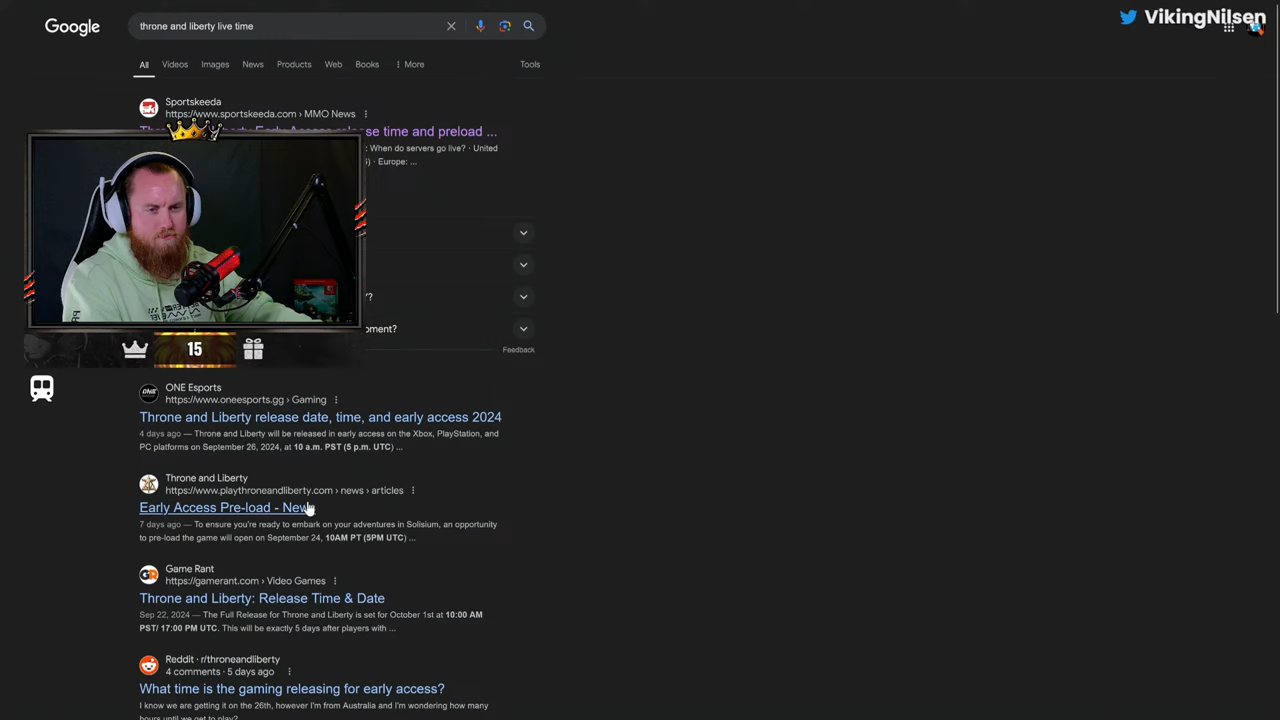 VikingNilsen
Google
throne and liberty live time
All
Videos
Images
News
Products
Web
Books
More
Tools
Sportskeeda
https://www.sportskeeda.com › MMO News
se time and preload ...
: When do servers go live? · United
) · Europe: ...
?
oment?
Feedback
15
ONE Esports
https://www.oneesports.gg › Gaming
Throne and Liberty release date, time, and early access 2024
4 days ago — Throne and Liberty will be released in early access on the Xbox, PlayStation, and
PC platforms on September 26, 2024, at 10 a.m. PST (5 p.m. UTC) ...
Throne and Liberty
https://www.playthroneandliberty.com › news › articles
Early Access Pre-load - New
7 days ago — To ensure you're ready to embark on your adventures in Solisium, an opportunity
to pre-load the game will open on September 24, 10AM PT (5PM UTC) ...
Game Rant
https://gamerant.com › Video Games
Throne and Liberty: Release Time & Date
Sep 22, 2024 — The Full Release for Throne and Liberty is set for October 1st at 10:00 AM
PST/ 17:00 PM UTC. This will be exactly 5 days after players with ...
Reddit · r/throneandliberty
4 comments · 5 days ago
What time is the gaming releasing for early access?
I know we are getting it on the 26th, however I'm from Australia and I'm wondering how many
hours until we get to play?